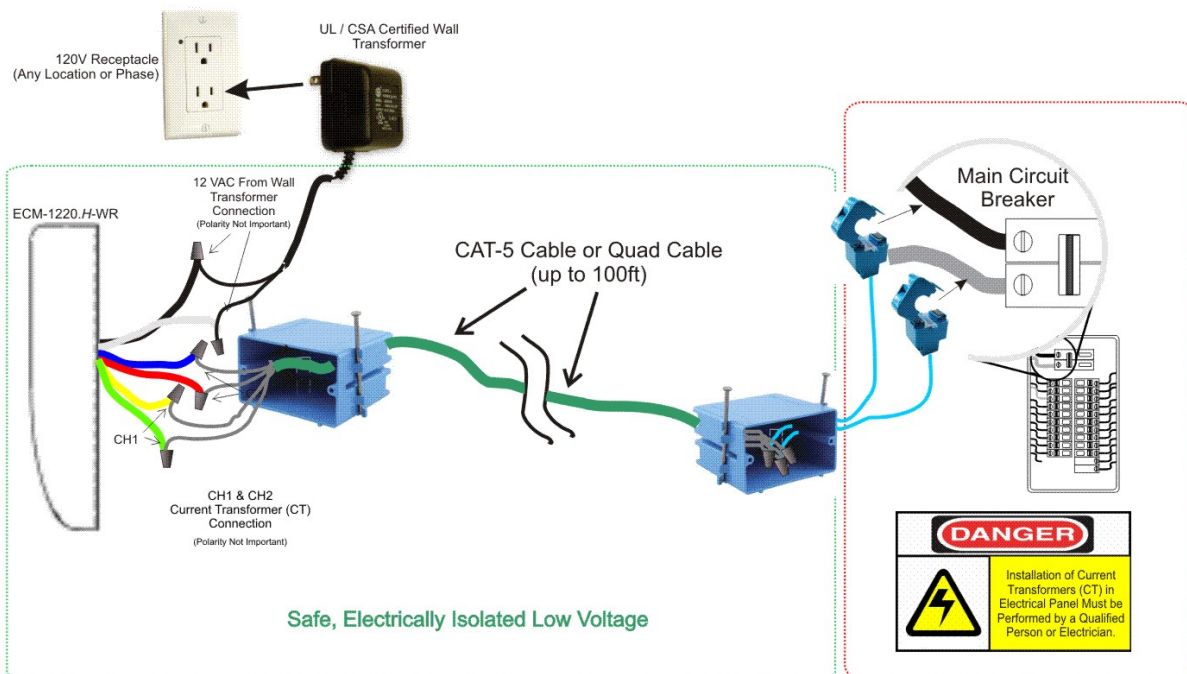 UL / CSA Certified Wall
Transformer
120V Receptacle
(Any Location or Phase)
12 VAC From Wall
Transformer
Connection
(Polarity Not Important)
ECM-1220.H-WR
CAT-5 Cable or Quad Cable
(up to 100ft)
Main Circuit
Breaker
CH1
CH1 & CH2
Current Transformer (CT)
Connection
(Polarity Not Important)
Safe, Electrically Isolated Low Voltage
DANGER
Installation of Current
Transformers (CT) in
Electrical Panel Must be
Performed by a Qualified
Person or Electrician.